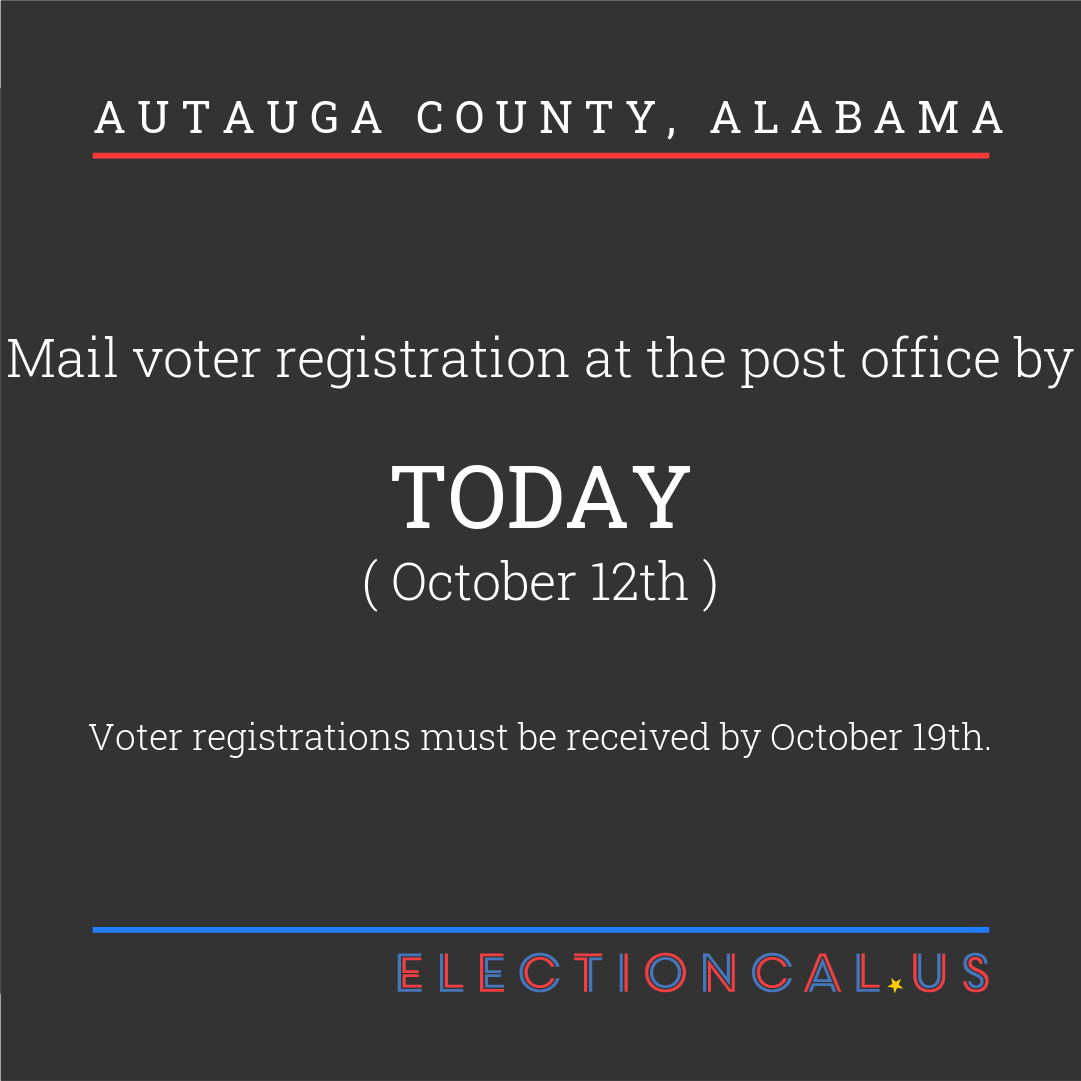 AUTAUGA COUNTY, ALABAMA
Mail voter registration at the post office by
TODAY
( October 12th )
Voter registrations must be received by October 19th.
ELECTIONCAL.US